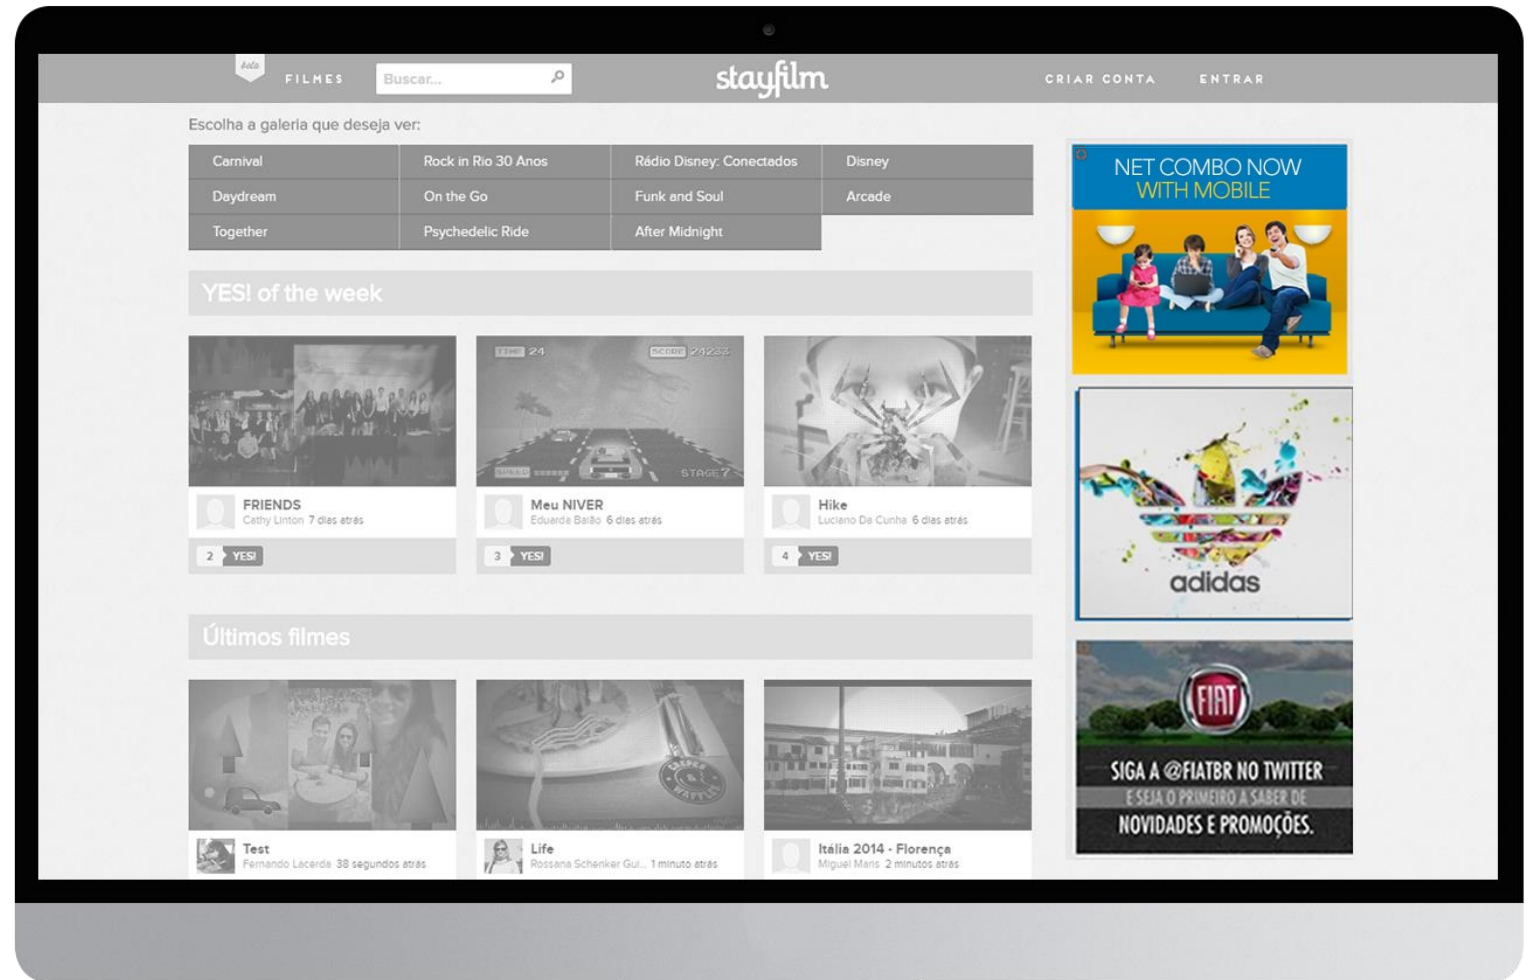 beta
FILMES
Buscar...
stayfilm
CRIAR CONTA
ENTRAR
Escolha a galeria que deseja ver:
Carnival
Rock in Rio 30 Anos
Rádio Disney: Conectados
Disney
Daydream
On the Go
Funk and Soul
Arcade
Together
Psychedelic Ride
After Midnight
YES! of the week
TIME 24
SCORE 24233
SPEED
STAGE 7
FRIENDS
Cathy Linton 7 dias atrás
2 YES!
Meu NIVER
Eduarda Baião 6 dias atrás
3 YES!
Hike
Luciano Da Cunha 6 dias atrás
4 YES!
Últimos filmes
CREPES
&
WAFFLES
Test
Fernando Lacerda 38 segundos atrás
Life
Rossana Schenker Gui... 1 minuto atrás
Itália 2014 - Florença
Miguel Maris 2 minutos atrás
NET COMBO NOW
WITH MOBILE
adidas
FIAT
SIGA A @FIATBR NO TWITTER
E SEJA O PRIMEIRO A SABER DE
NOVIDADES E PROMOÇÕES.